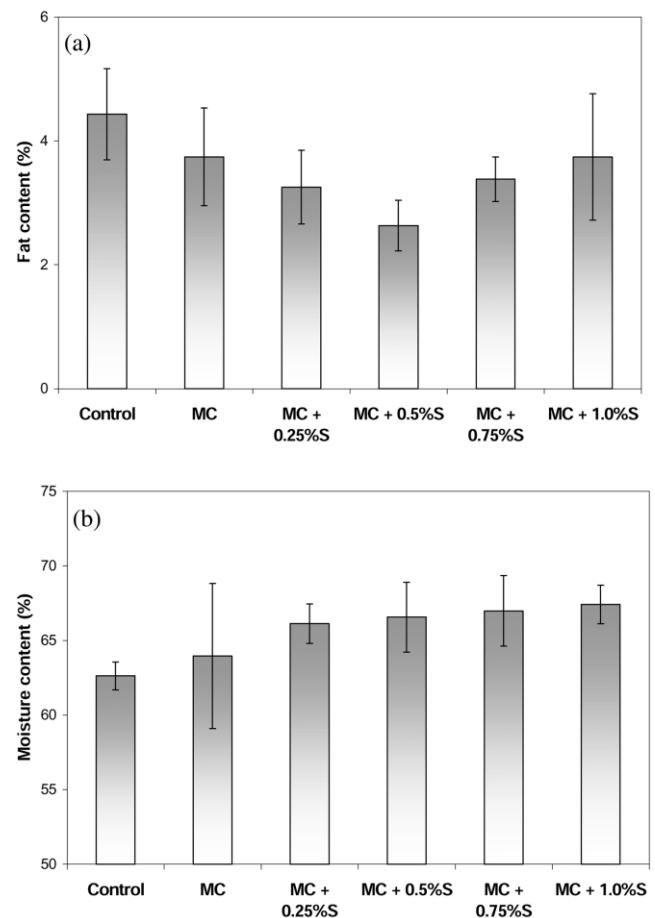 (a)
Fat content (%)
6
4
2
0
Control MC MC + MC + 0.5%S MC + MC + 1.0%S
0.25%S 0.75%S
(b)
Moisture content (%)
75
70
65
60
55
50
Control MC MC + MC + 0.5%S MC + MC + 1.0%S
0.25%S 0.75%S